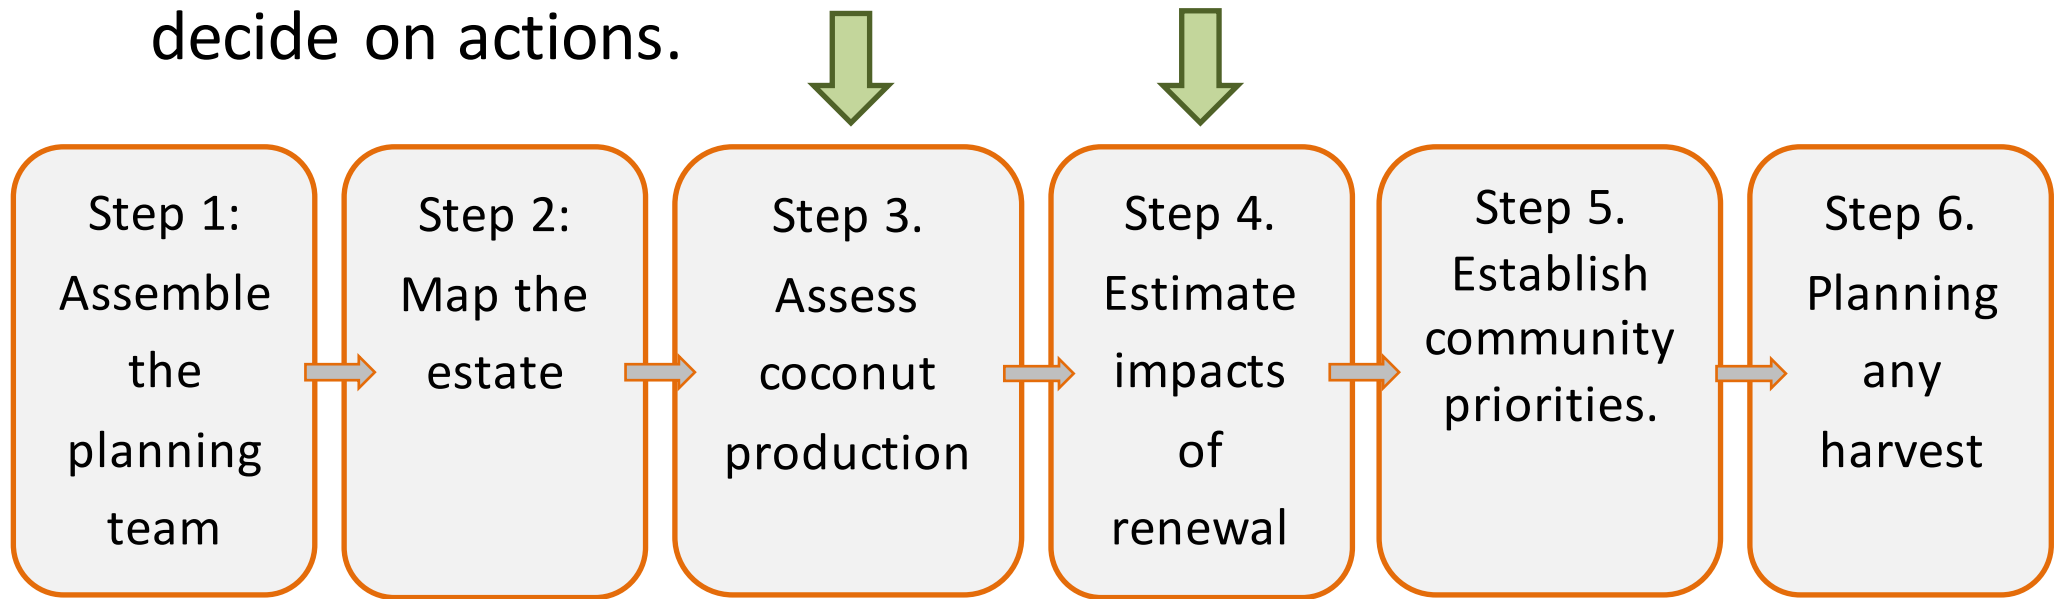 decide on actions.
Step 1:
Assemble
the
planning
team
Step 2:
Map the
estate
Step 3.
Assess
coconut
production
Step 4.
Estimate
impacts
of
renewal
Step 5.
Establish
community
priorities.
Step 6.
Planning
any
harvest